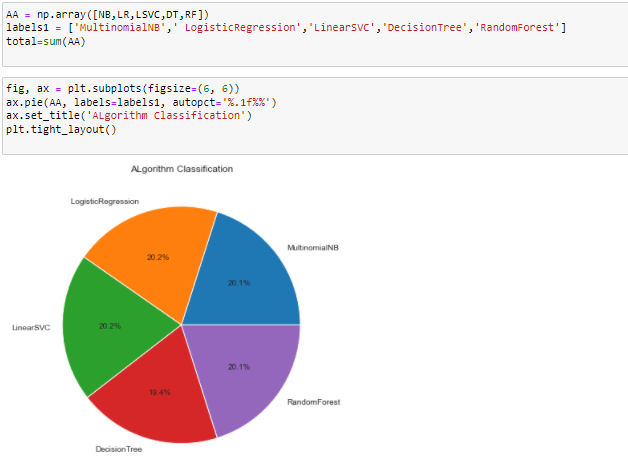 AA = np.array([NB,LR,LSVC,DT,RF])
labels1 = ['MultinomialNB',' LogisticRegression','LinearSVC','DecisionTree','RandomForest']
total=sum(AA)
fig, ax = plt.subplots(figsize=(6, 6))
ax.pie(AA, labels=labels1, autopct='%.1f%%')
ax.set_title('ALgorithm Classification')
plt.tight_layout()
ALgorithm Classification
LogisticRegression
20.2%
MultinomialNB
20.1%
LinearSVC
20.2%
20.1%
19.4%
RandomForest
DecisionTree